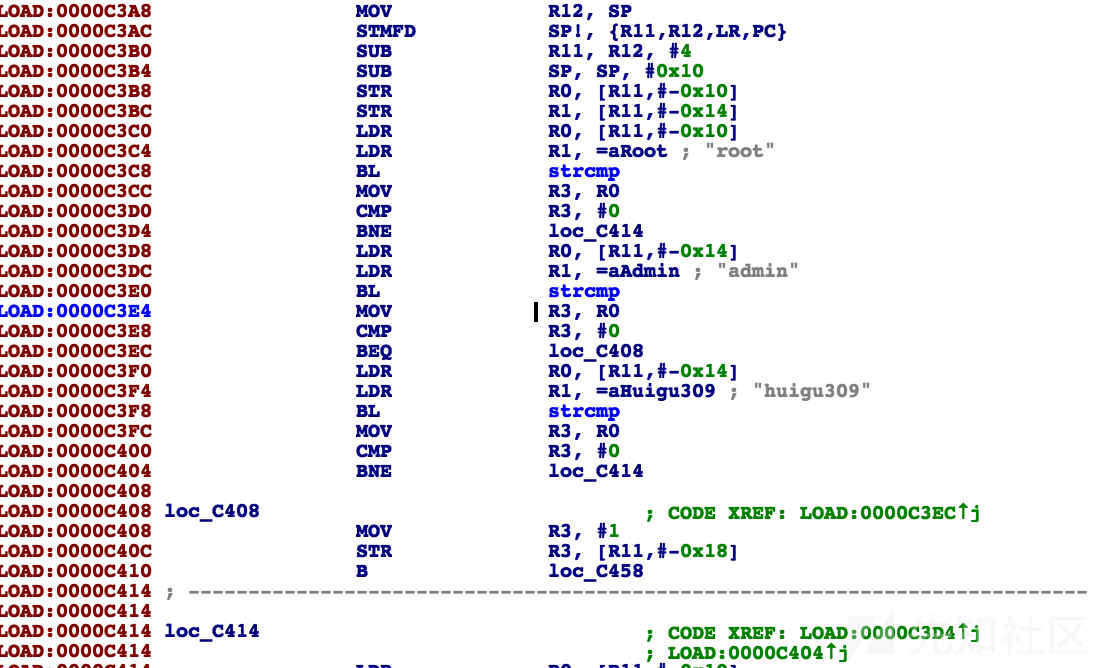 LOAD:0000C3A8 MOV R12, SP
LOAD:0000C3AC STMFD SP!, {R11,R12,LR,PC}
LOAD:0000C3B0 SUB R11, R12, #4
LOAD:0000C3B4 SUB SP, SP, #0x10
LOAD:0000C3B8 STR R0, [R11,#-0x10]
LOAD:0000C3BC STR R1, [R11,#-0x14]
LOAD:0000C3C0 LDR R0, [R11,#-0x10]
LOAD:0000C3C4 LDR R1, =aRoot ; "root"
LOAD:0000C3C8 BL strcmp
LOAD:0000C3CC MOV R3, R0
LOAD:0000C3D0 CMP R3, #0
LOAD:0000C3D4 BNE loc_C414
LOAD:0000C3D8 LDR R0, [R11,#-0x14]
LOAD:0000C3DC LDR R1, =aAdmin ; "admin"
LOAD:0000C3E0 BL strcmp
LOAD:0000C3E4 MOV R3, R0
LOAD:0000C3E8 CMP R3, #0
LOAD:0000C3EC BEQ loc_C408
LOAD:0000C3F0 LDR R0, [R11,#-0x14]
LOAD:0000C3F4 LDR R1, =aHuigu309 ; "huigu309"
LOAD:0000C3F8 BL strcmp
LOAD:0000C3FC MOV R3, R0
LOAD:0000C400 CMP R3, #0
LOAD:0000C404 BNE loc_C414
LOAD:0000C408
LOAD:0000C408 loc_C408 ; CODE XREF: LOAD:0000C3EC↑j
LOAD:0000C408 MOV R3, #1
LOAD:0000C40C STR R3, [R11,#-0x18]
LOAD:0000C410 B loc_C458
LOAD:0000C414 ; ---------------------------------------------------------------------------
LOAD:0000C414
LOAD:0000C414 loc_C414 ; CODE XREF: LOAD:0000C3D4↑j
LOAD:0000C414 ; LOAD:0000C404↑j
LOAD:0000C414 LDR R0, [R11,#-0x10]
先知社区